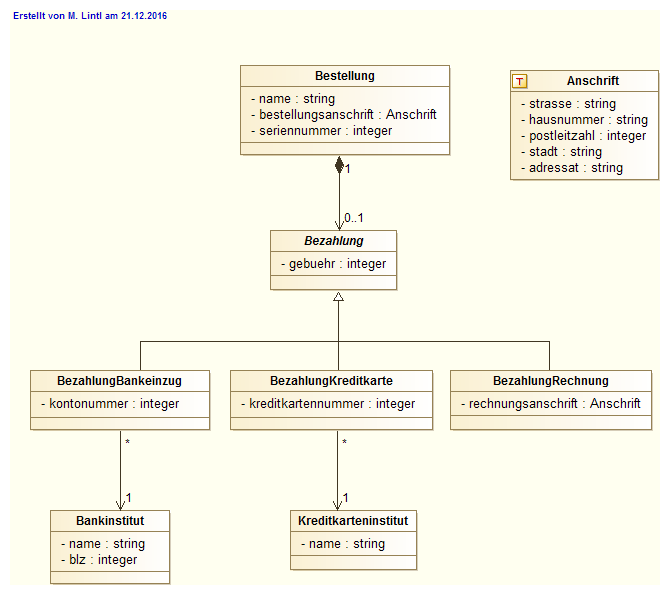 Erstellt von M. Lintl am 21.12.2016
Bestellung
- name : string
- bestellungsanschrift : Anschrift
- seriennummer : integer
T Anschrift
- strasse : string
- hausnummer : string
- postleitzahl : integer
- stadt : string
- adressat : string
1
0..1
Bezahlung
- gebuehr : integer
BezahlungBankeinzug
- kontonummer : integer
BezahlungKreditkarte
- kreditkartennummer : integer
BezahlungRechnung
- rechnungsanschrift : Anschrift
*
*
1
1
Bankinstitut
- name : string
- blz : integer
Kreditkarteninstitut
- name : string